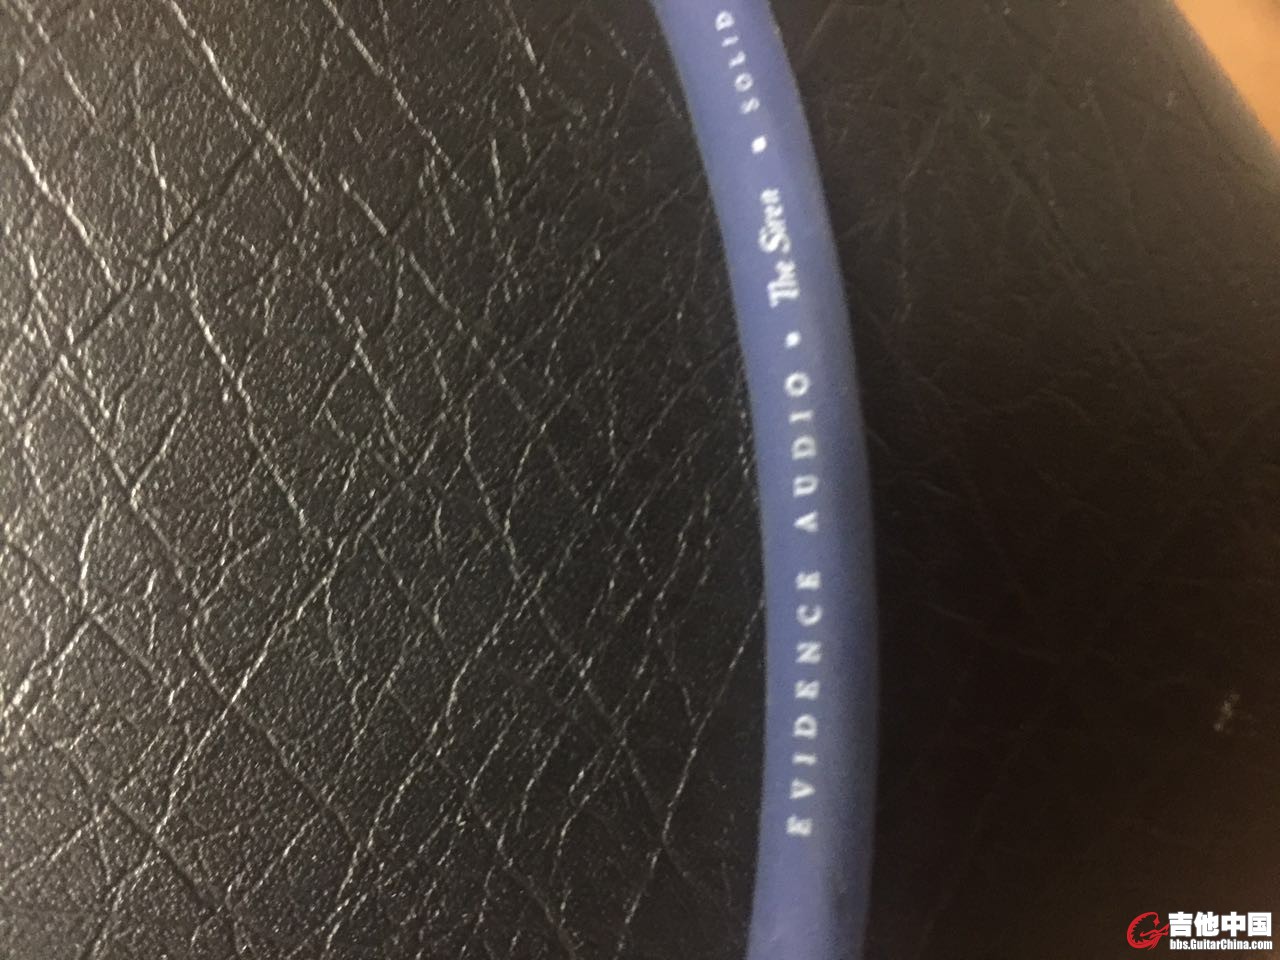 EVIDENCE AUDIO • The Siren • SOLID
吉他中国
bbs.GuitarChina.com